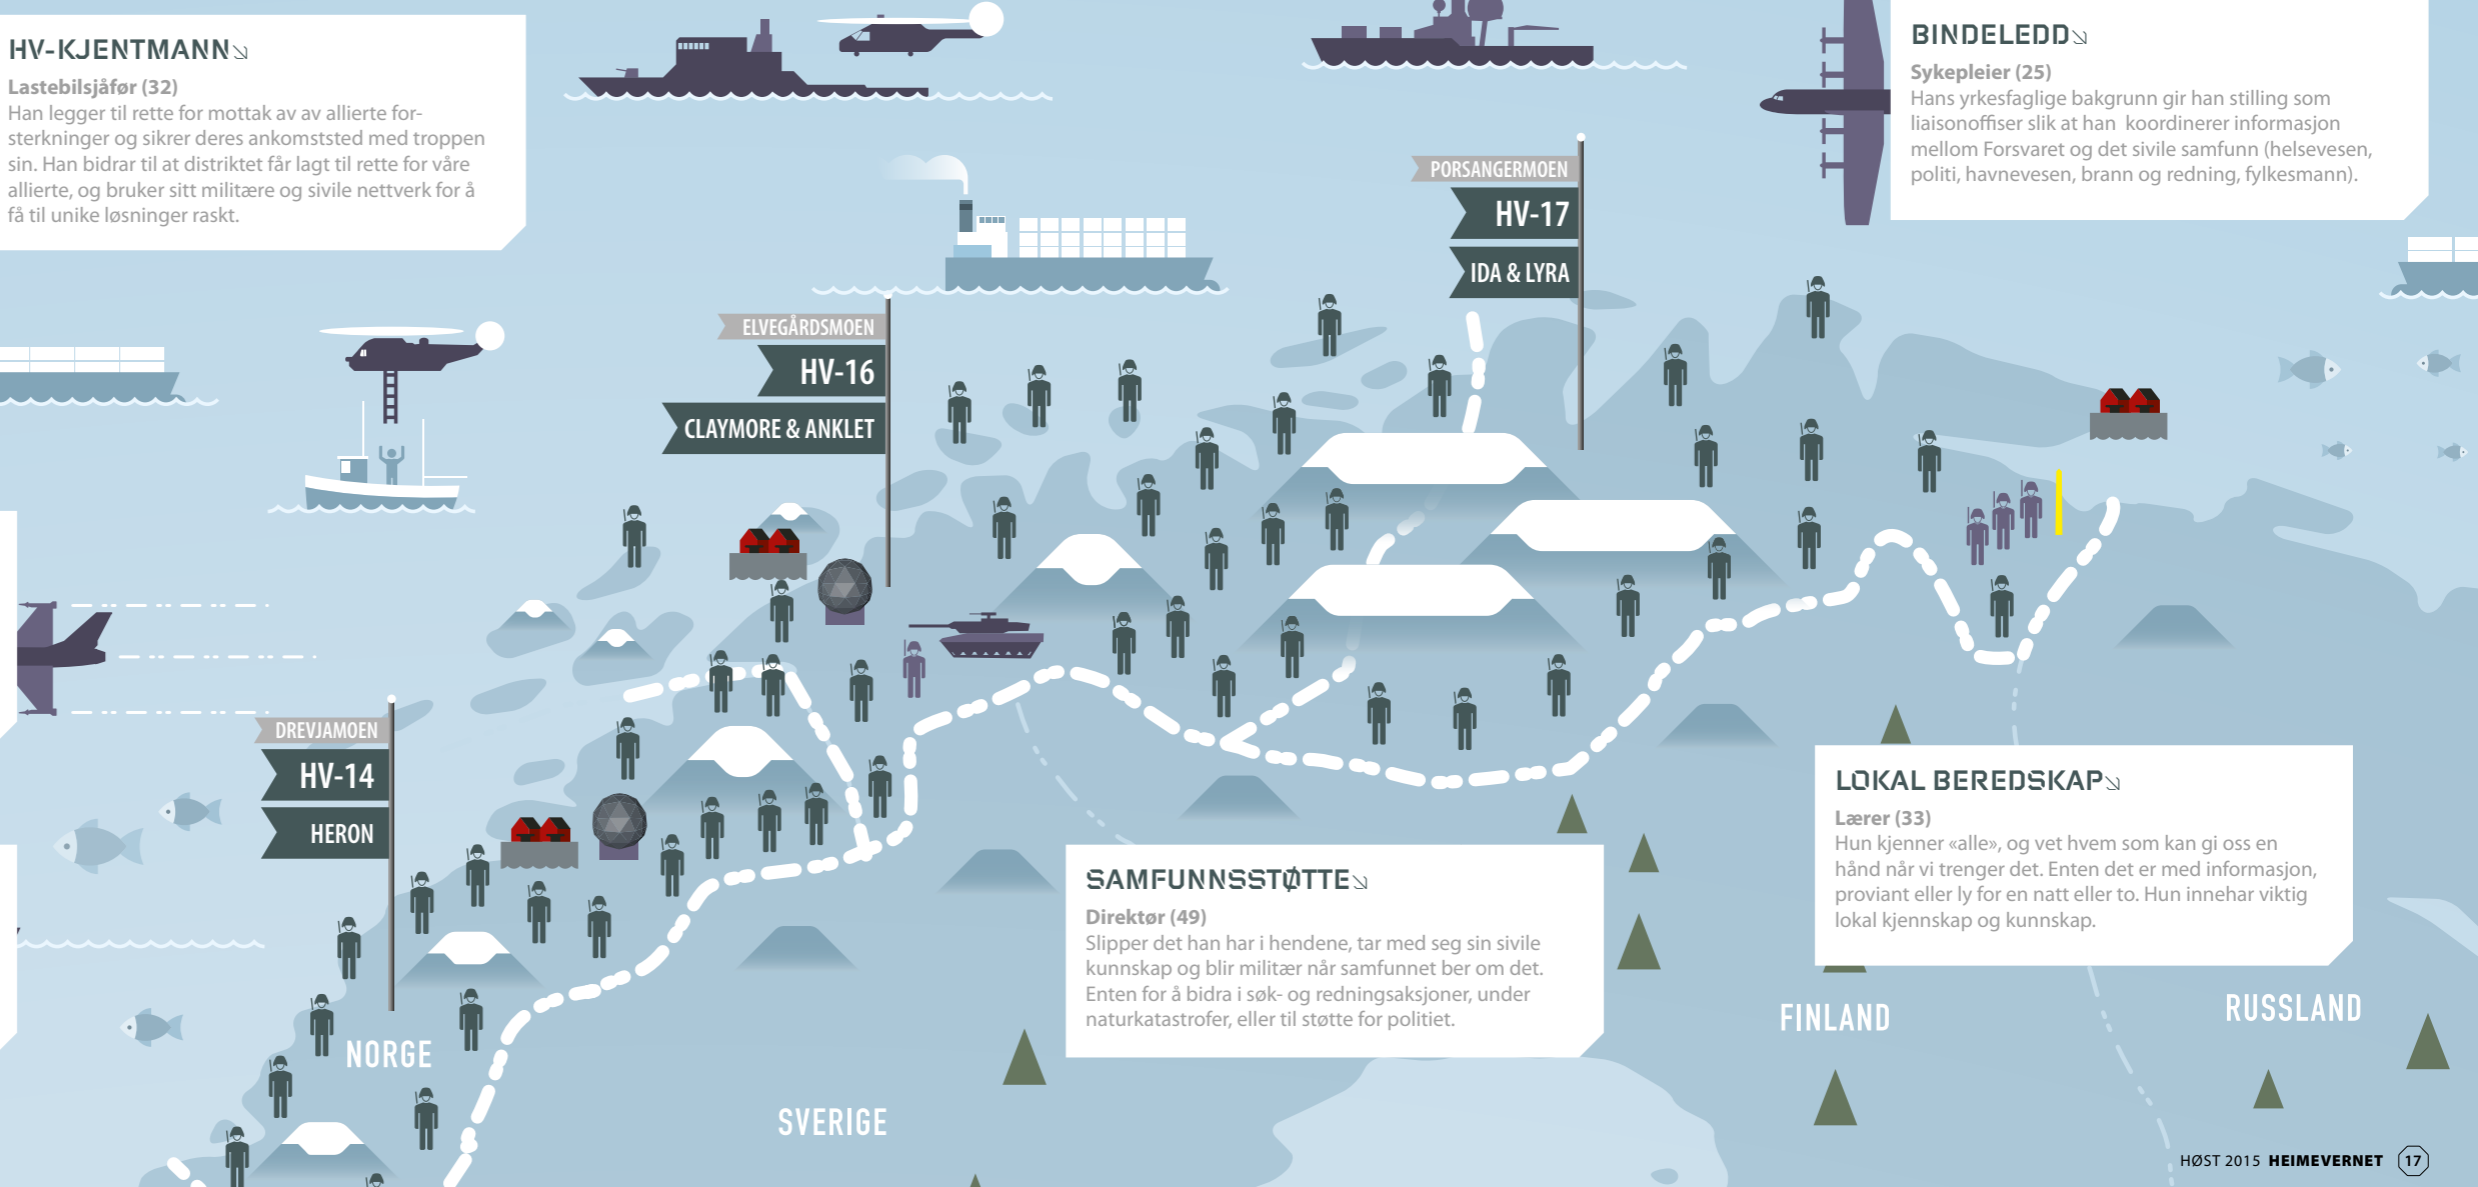 HV-KJENTMANN
Lastebilsjåfør (32)
Han legger til rette for mottak av av allierte for-
sterkninger og sikrer deres ankomststed med troppen
sin. Han bidrar til at distriktet får lagt til rette for våre
allierte, og bruker sitt militære og sivile nettverk for å
få til unike løsninger raskt.
BINDELEDD
Sykepleier (25)
Hans yrkesfaglige bakgrunn gir han stilling som
liaisonoffiser slik at han koordinerer informasjon
mellom Forsvaret og det sivile samfunn (helsevesen,
politi, havnevesen, brann og redning, fylkesmann).
PORSANGERMOEN
HV-17
IDA & LYRA
ELVEGÅRDSMOEN
HV-16
CLAYMORE & ANKLET
DREVJAMOEN
HV-14
HERON
LOKAL BEREDSKAP
Lærer (33)
Hun kjenner «alle», og vet hvem som kan gi oss en
hånd når vi trenger det. Enten det er med informasjon,
proviant eller ly for en natt eller to. Hun innehar viktig
lokal kjennskap og kunnskap.
SAMFUNNSSTØTTE
Direktør (49)
Slipper det han har i hendene, tar med seg sin sivile
kunnskap og blir militær når samfunnet ber om det.
Enten for å bidra i søk- og redningsaksjoner, under
naturkatastrofer, eller til støtte for politiet.
NORGE
SVERIGE
FINLAND
RUSSLAND
HØST 2015 HEIMEVERNET 17